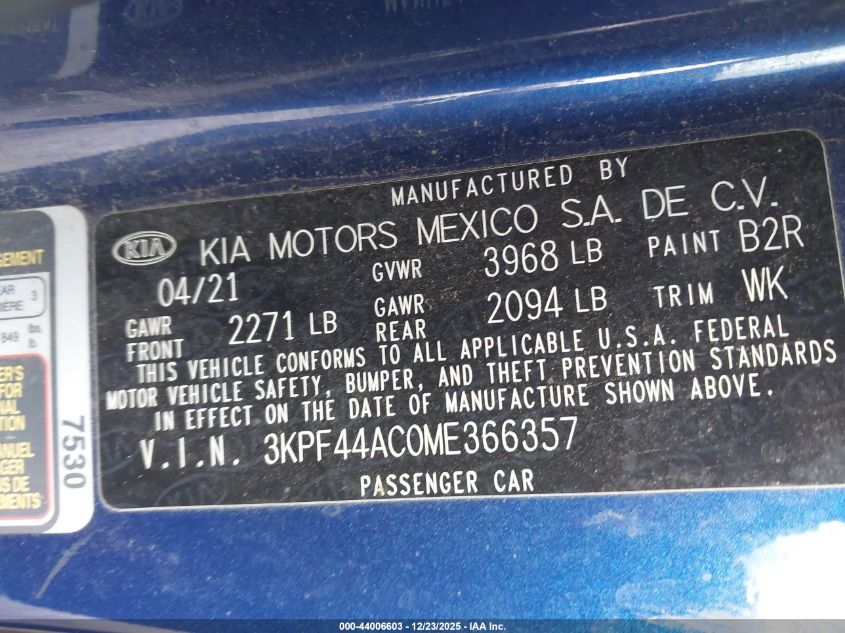 MANUFACTURED BY
KIA KIA MOTORS MEXICO S.A. DE C.V.
04/21 GVWR 3968 LB PAINT B2R
GAWR FRONT 2271 LB GAWR REAR 2094 LB TRIM WK
THIS VEHICLE CONFORMS TO ALL APPLICABLE U.S.A. FEDERAL
MOTOR VEHICLE SAFETY, BUMPER, AND THEFT PREVENTION STANDARDS
IN EFFECT ON THE DATE OF MANUFACTURE SHOWN ABOVE.
V.I.N. 3KPF44AC0ME366357
PASSENGER CAR
3
849 lbs.
7530
000-44006603 - 12/23/2025 - IAA Inc.